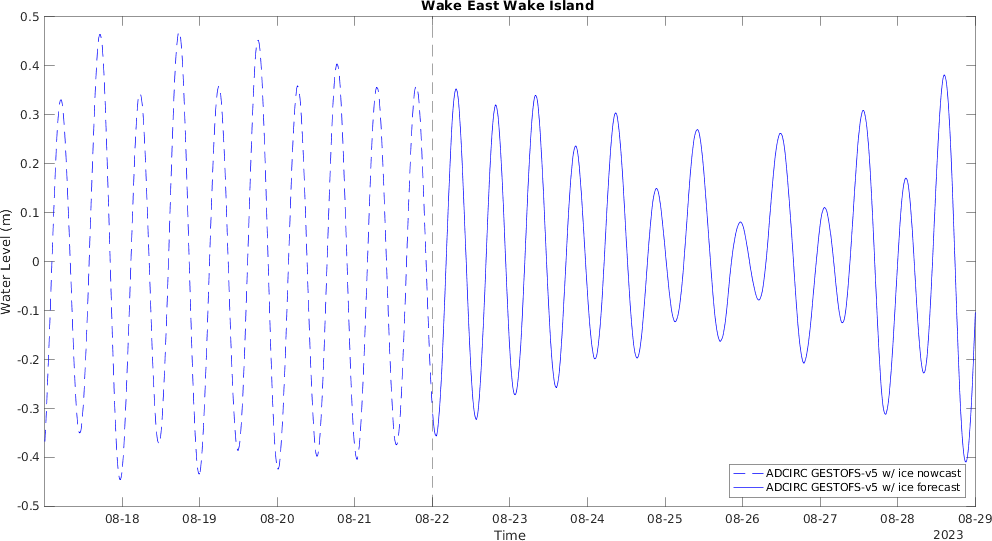 Wake East Wake Island
0.5
0.4
0.3
0.2
0.1
0
-0.1
-0.2
-0.3
-0.4
-0.5
Water Level (m)
08-18 08-19 08-20 08-21 08-22 08-23 08-24 08-25 08-26 08-27 08-28 08-29
Time
2023
ADCIRC GESTOFS-v5 w/ ice nowcast
ADCIRC GESTOFS-v5 w/ ice forecast